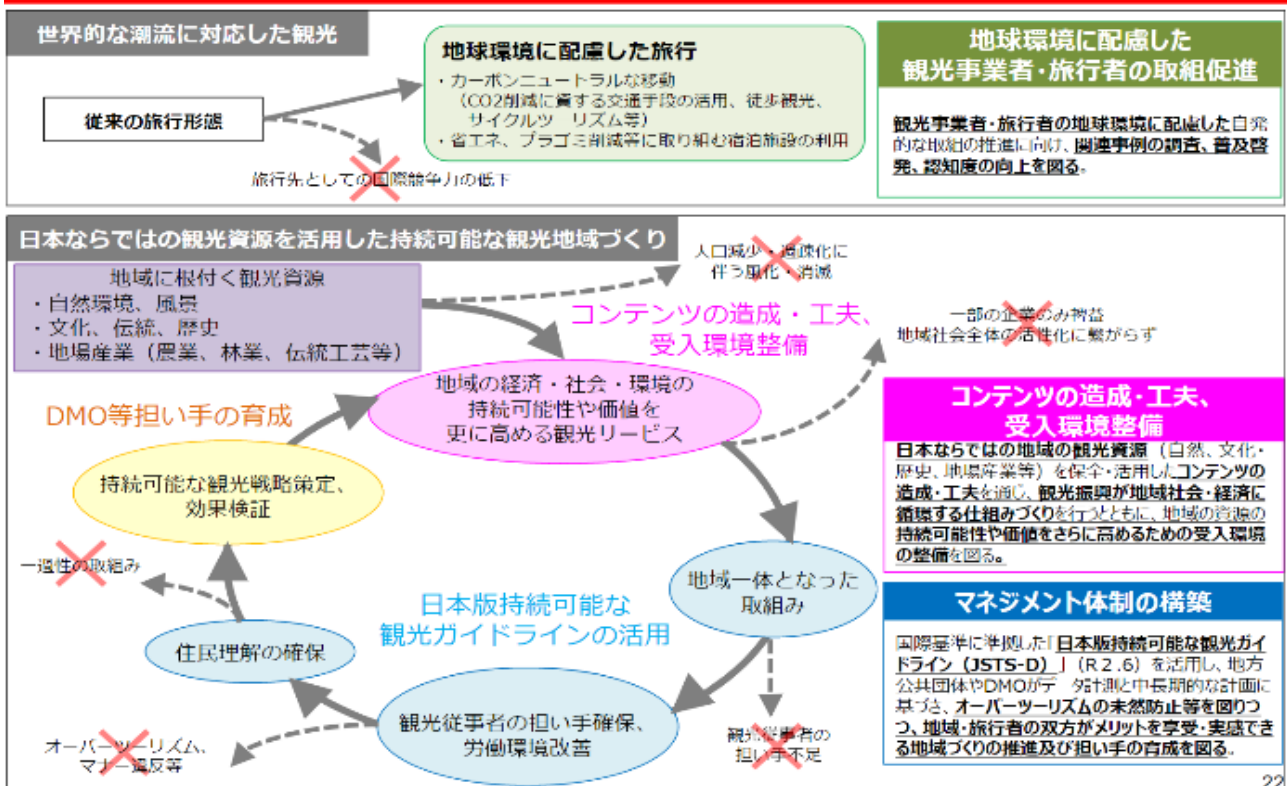 世界的な潮流に対応した観光
従来の旅行形態
地球環境に配慮した旅行
・カーボンニュートラルな移動
（CO2削減に資する交通手段の活用、徒歩観光、
サイクルツーリズム等）
・省エネ、プラゴミ削減等に取り組む宿泊施設の利用
旅行先としての国際競争力の低下
地球環境に配慮した
観光事業者・旅行者の取組促進
観光事業者・旅行者の地球環境に配慮した自発
的な取組の推進に向け、関連事例の調査、普及啓
発、認知度の向上を図る。
日本ならではの観光資源を活用した持続可能な観光地域づくり
地域に根付く観光資源
・自然環境、風景
・文化、伝統、歴史
・地場産業（農業、林業、伝統工芸等）
人口減少・過疎化に
伴う風化・消滅
コンテンツの造成・工夫、
受入環境整備
一部の企業のみ裨益
地域社会全体の活性化に繋がらず
地域の経済・社会・環境の
持続可能性や価値を
更に高める観光サービス
DMO等担い手の育成
持続可能な観光戦略策定、
効果検証
一過性の取組み
住民理解の確保
日本版持続可能な
観光ガイドラインの活用
地域一体となった
取組み
観光従事者の担い手確保、
労働環境改善
オーバーツーリズム、
マナー違反等
観光従事者の
担い手不足
コンテンツの造成・工夫、
受入環境整備
日本ならではの地域の観光資源（自然、文化・
歴史、地場産業等）を保全・活用したコンテンツの
造成・工夫を通じ、観光振興が地域社会・経済に
循環する仕組みづくりを行うとともに、地域の資源の
持続可能性や価値をさらに高めるための受入環境
の整備を図る。
マネジメント体制の構築
国際基準に準拠した「日本版持続可能な観光ガイ
ドライン（JSTS-D）」（R2.6）を活用し、地方
公共団体やDMOがデータ計測と中長期的な計画に
基づき、オーバーツーリズムの未然防止等を図りつ
つ、地域・旅行者の双方がメリットを享受・実感でき
る地域づくりの推進及び担い手の育成を図る。
22